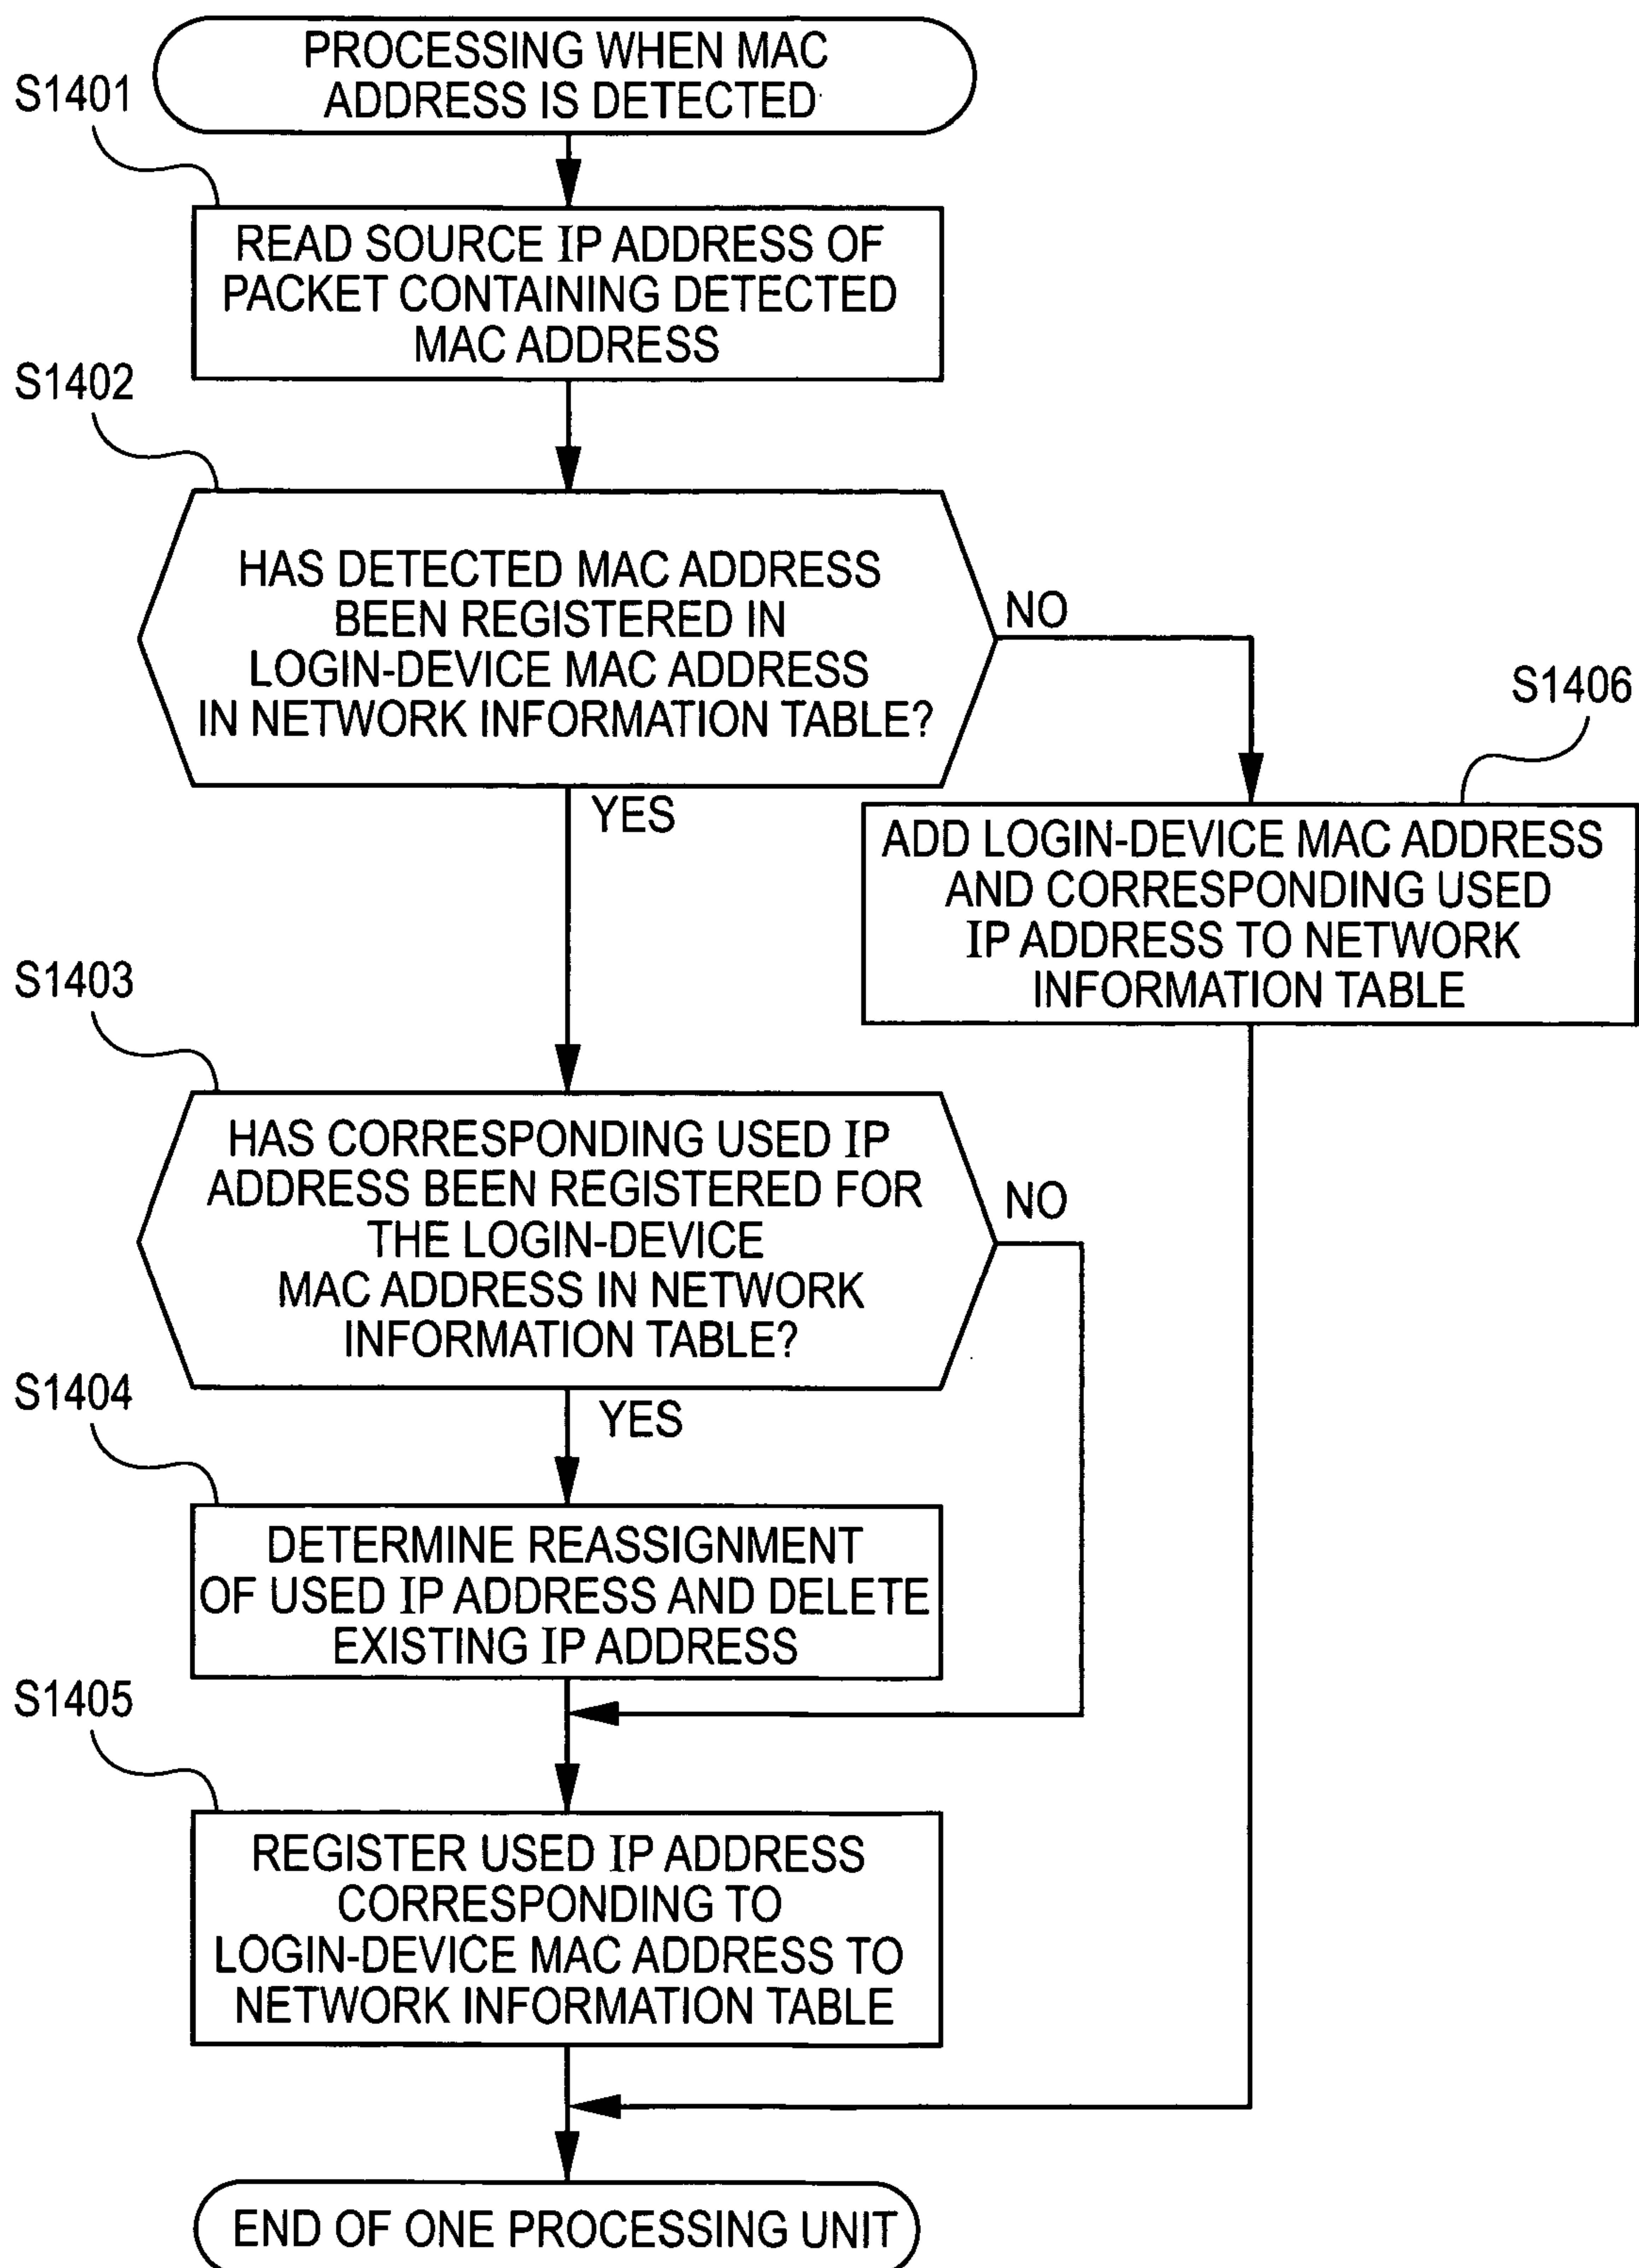 PROCESSING WHEN MAC
ADDRESS IS DETECTED
S1401
READ SOURCE IP ADDRESS OF
PACKET CONTAINING DETECTED
MAC ADDRESS
S1402
HAS DETECTED MAC ADDRESS
BEEN REGISTERED IN
LOGIN-DEVICE MAC ADDRESS
IN NETWORK INFORMATION TABLE?
NO
YES
S1406
ADD LOGIN-DEVICE MAC ADDRESS
AND CORRESPONDING USED
IP ADDRESS TO NETWORK
INFORMATION TABLE
S1403
HAS CORRESPONDING USED IP
ADDRESS BEEN REGISTERED FOR
THE LOGIN-DEVICE
MAC ADDRESS IN NETWORK
INFORMATION TABLE?
NO
YES
S1404
DETERMINE REASSIGNMENT
OF USED IP ADDRESS AND DELETE
EXISTING IP ADDRESS
S1405
REGISTER USED IP ADDRESS
CORRESPONDING TO
LOGIN-DEVICE MAC ADDRESS TO
NETWORK INFORMATION TABLE
END OF ONE PROCESSING UNIT